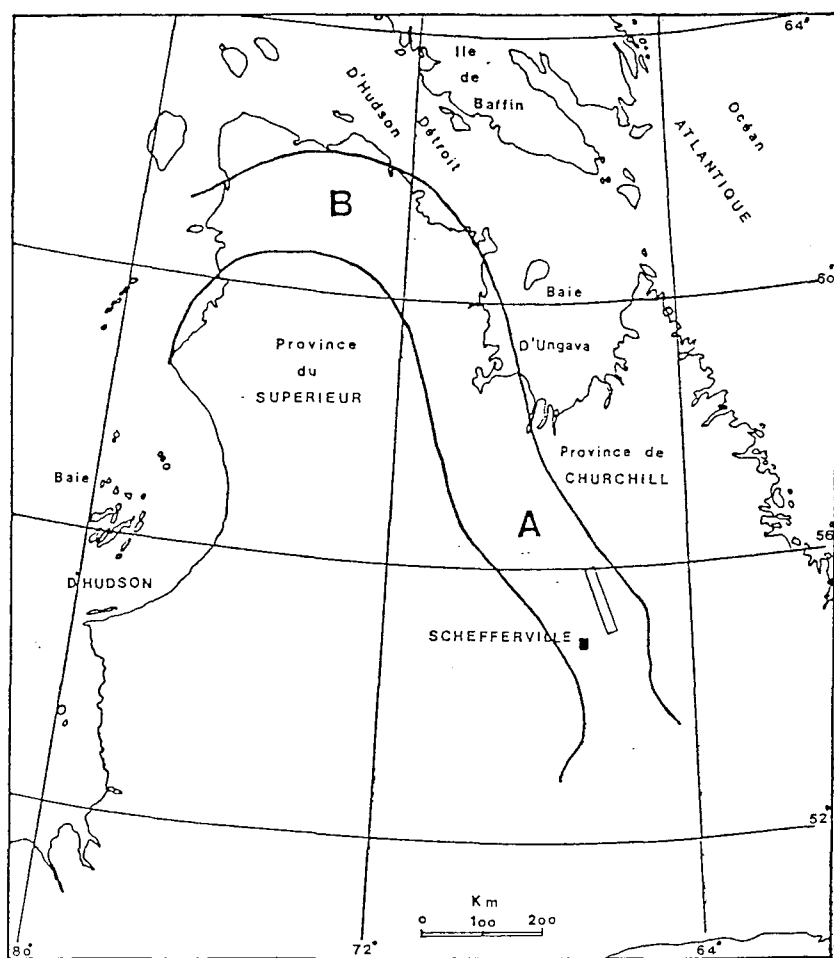 64°
Ile
de
Baffin
D'Hudson
Détroit
Océan
ATLANTIQUE
B
60°
Baie
D'Ungava
Province
du
SUPERIEUR
Province de
CHURCHILL
Baie
A
56°
D'HUDSON
SCHEFFERVILLE
52°
Km
0 100 200
80°
72°
64°